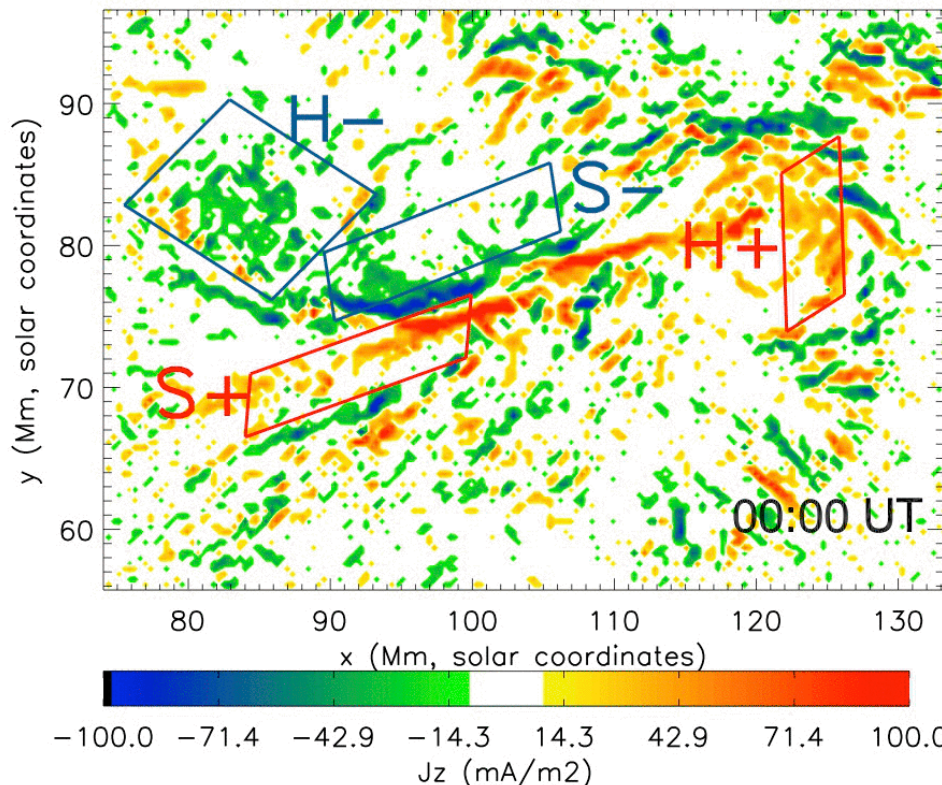 90
80
70
60
y (Mm, solar coordinates)
H−
S−
H+
S+
00:00 UT
80 90 100 110 120 130
x (Mm, solar coordinates)
−100.0 −71.4 −42.9 −14.3 14.3 42.9 71.4 100.0
Jz (mA/m2)